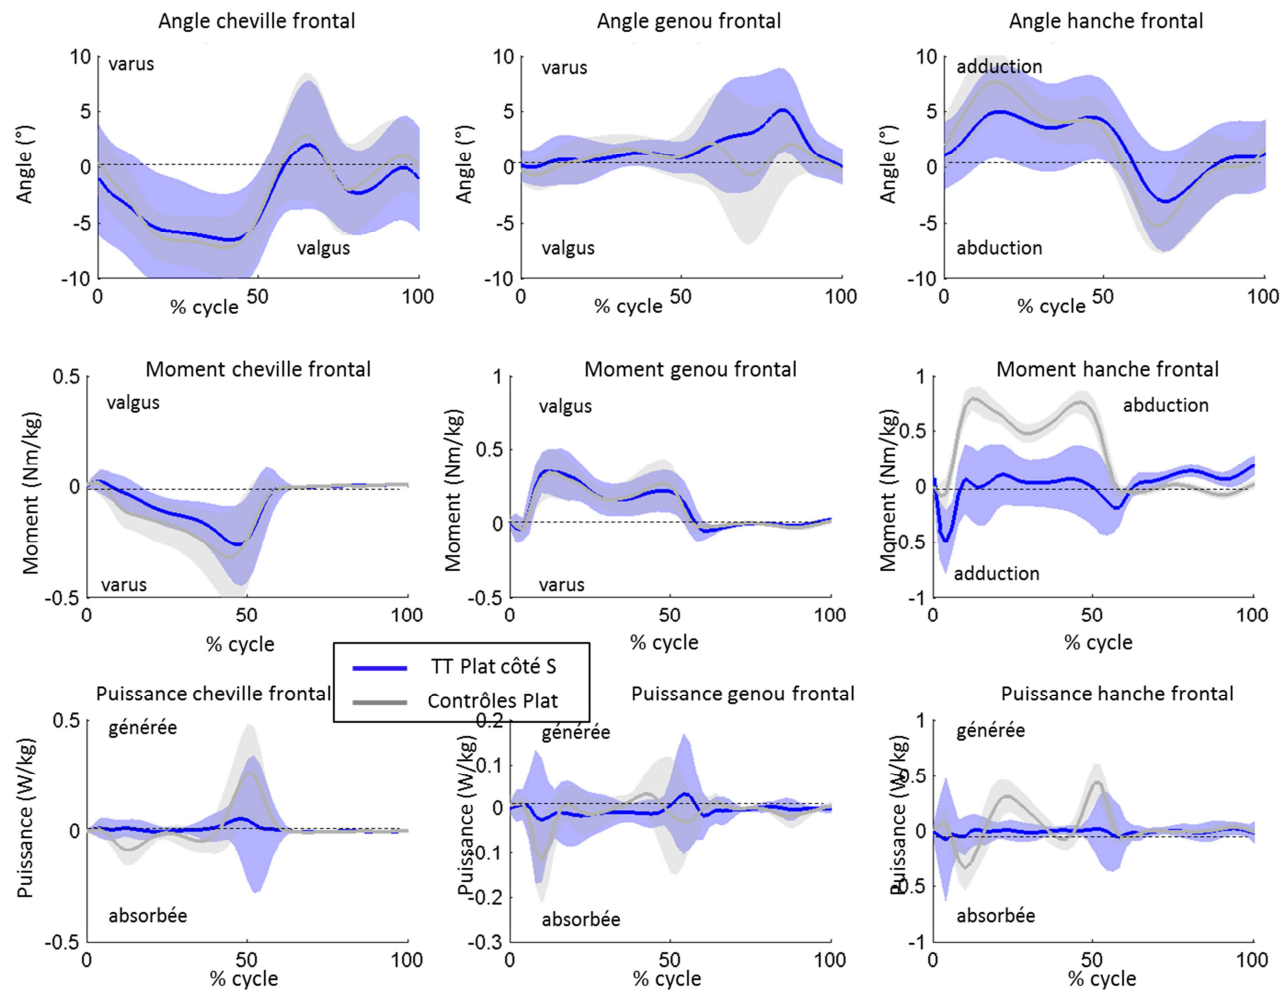 Angle cheville frontal
Angle genou frontal
Angle hanche frontal
Angle (°)
10
5
0
-5
-10
varus
valgus
0
50
100
% cycle
Angle (°)
10
5
0
-5
-10
varus
valgus
0
50
100
% cycle
Angle (°)
10
5
0
-5
-10
adduction
abduction
0
50
100
% cycle
Moment cheville frontal
Moment genou frontal
Moment hanche frontal
Moment (Nm/kg)
0.5
0
-0.5
valgus
varus
0
50
100
% cycle
Moment (Nm/kg)
1
0.5
0
-0.5
valgus
varus
0
50
100
% cycle
Moment (Nm/kg)
1
0.5
0
-0.5
-1
abduction
adduction
0
50
100
% cycle
TT Plat côté S
Contrôles Plat
Puissance cheville frontal
Puissance genou frontal
Puissance hanche frontal
Puissance (W/kg)
0.5
0
-0.5
générée
absorbée
0
50
100
% cycle
Puissance (W/kg)
0.2
0.1
0
-0.1
-0.2
-0.3
générée
absorbée
0
50
100
% cycle
Puissance (W/kg)
1
0.5
0
-0.5
-1
générée
absorbée
0
50
100
% cycle